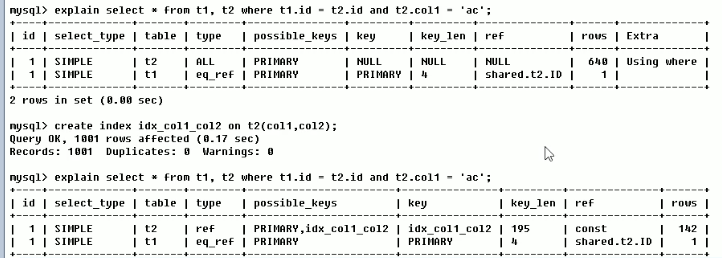 mysql> explain select * from t1, t2 where t1.id = t2.id and t2.col1 = 'ac';
+----+-------------+-------+--------+---------------+---------+---------+--------------+------+-------------+
| id | select_type | table | type | possible_keys | key | key_len | ref | rows | Extra
+----+-------------+-------+--------+---------------+---------+---------+--------------+------+-------------+
| 1 | SIMPLE | t2 | ALL | PRIMARY | NULL | NULL | NULL | 640 | Using where |
| 1 | SIMPLE | t1 | eq_ref | PRIMARY | PRIMARY | 4 | shared.t2.ID | 1 | |
+----+-------------+-------+--------+---------------+---------+---------+--------------+------+-------------+
2 rows in set (0.00 sec)
mysql> create index idx_col1_col2 on t2(col1,col2);
Query OK, 1001 rows affected (0.17 sec)
Records: 1001 Duplicates: 0 Warnings: 0
mysql> explain select * from t1, t2 where t1.id = t2.id and t2.col1 = 'ac';
+----+-------------+-------+--------+-----------------------+---------------+---------+--------------+------+
| id | select_type | table | type | possible_keys | key | key_len | ref | rows |
+----+-------------+-------+--------+-----------------------+---------------+---------+--------------+------+
| 1 | SIMPLE | t2 | ref | PRIMARY,idx_col1_col2 | idx_col1_col2 | 195 | const | 142 |
| 1 | SIMPLE | t1 | eq_ref | PRIMARY | PRIMARY | 4 | shared.t2.ID | 1 |
+----+-------------+-------+--------+-----------------------+---------------+---------+--------------+------+